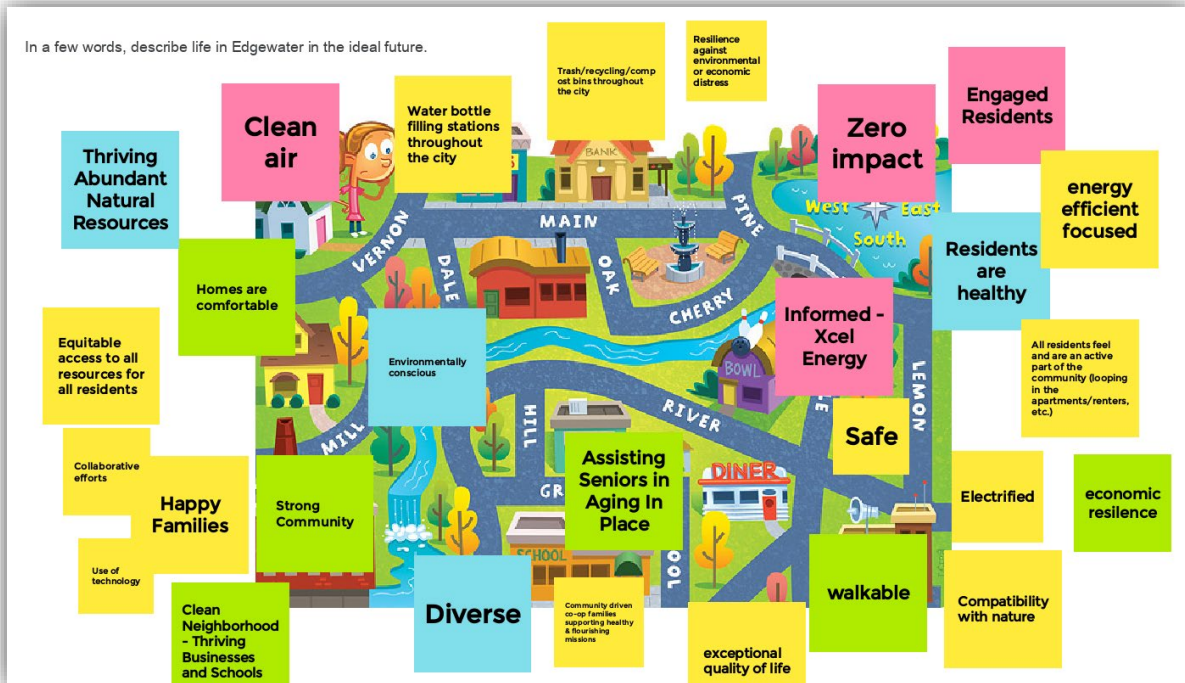 In a few words, describe life in Edgewater in the ideal future.
Resilience
against
environmental
or economic
distress
Trash/recycling/comp
ost bins throughout
the city
Water bottle
filling stations
throughout
the city
Clean
air
Zero
impact
Engaged
Residents
Thriving
Abundant
Natural
Resources
BANK
energy
efficient
focused
West
East
South
VERNON
MAIN
PINE
DALE
OAK
CHERRY
Residents
are
healthy
Homes are
comfortable
Informed -
Xcel
Energy
Equitable
access to all
resources for
all residents
Environmentally
conscious
All residents feel
and are an active
part of the
community (looping
in the
apartments/renters,
etc.)
BOWL
LEMON
MILL
HILL
RIVER
Safe
Collaborative
efforts
Happy
Families
Strong
Community
Assisting
Seniors in
Aging In
Place
DINER
Electrified
economic
resilence
Use of
technology
SCHOOL
Clean
Neighborhood
- Thriving
Businesses
and Schools
Diverse
Community driven
co-op families
supporting healthy
& flourishing
missions
walkable
Compatibility
with nature
exceptional
quality of life